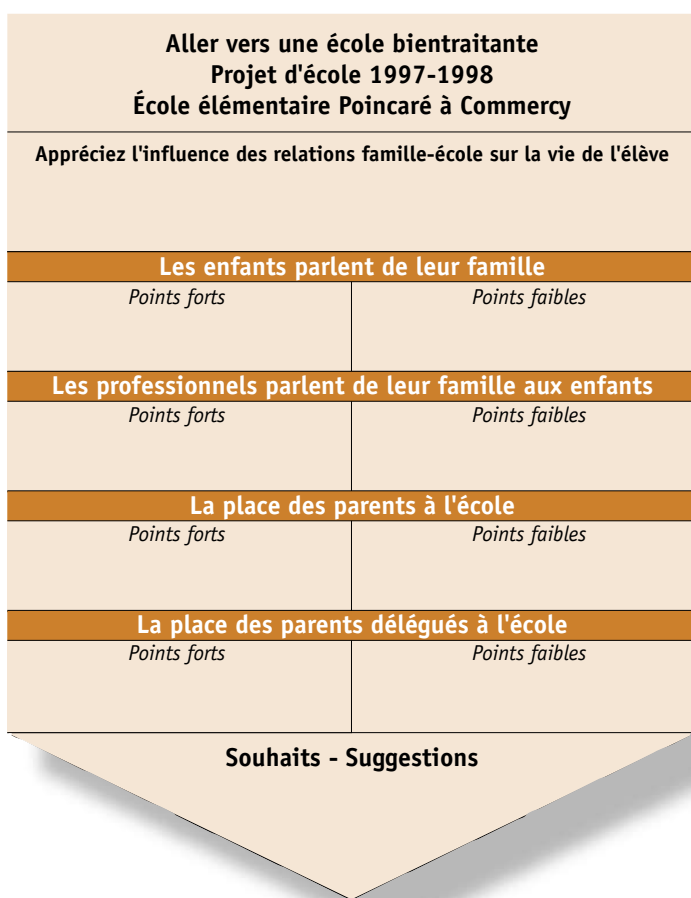 Aller vers une école bientraitante
Projet d'école 1997-1998
École élémentaire Poincaré à Commercy
Appréciez l'influence des relations famille-école sur la vie de l'élève
Les enfants parlent de leur famille
Points forts Points faibles
Les professionnels parlent de leur famille aux enfants
Points forts Points faibles
La place des parents à l'école
Points forts Points faibles
La place des parents délégués à l'école
Points forts Points faibles
Souhaits - Suggestions